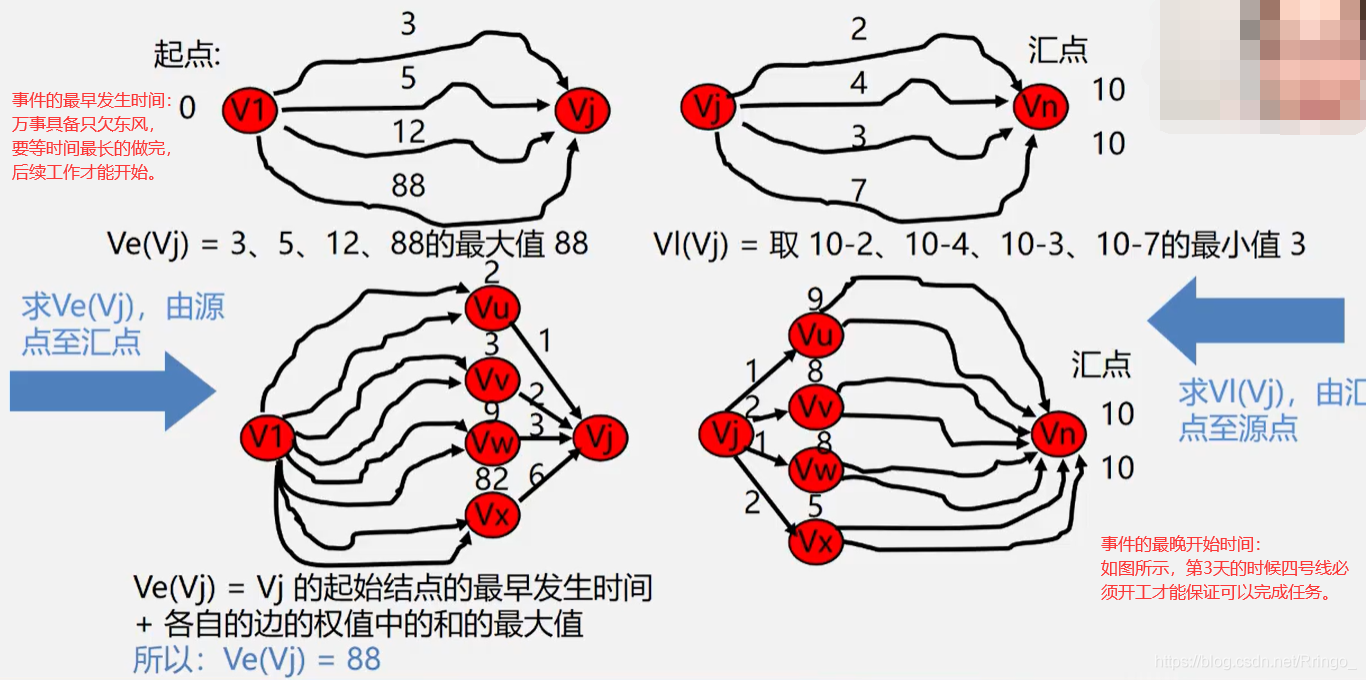 3
起点:
5
0
V1
Vj
12
88
事件的最早发生时间：
万事具备只欠东风，
要等时间最长的做完，
后续工作才能开始。
2
汇点
4
10
Vj
Vn
3
10
7
Ve(Vj) = 3、5、12、88的最大值 88
Vl(Vj) = 取 10-2、10-4、10-3、10-7的最小值 3
求Ve(Vj)，由源
点至汇点
2
Vu
1
3
Vv
2
9
V1
Vw
3
Vj
82
6
Vx
9
Vu
1
8
汇点
2
Vv
10
Vj
1
8
Vn
Vw
10
2
5
Vx
求Vl(Vj)，由汇
点至源点
事件的最晚开始时间：
如图所示，第3天的时候四号线必
须开工才能保证可以完成任务。
Ve(Vj) = Vj 的起始结点的最早发生时间
+ 各自的边的权值中的和的最大值
所以：Ve(Vj) = 88
https://blog.csdn.net/Rringo_